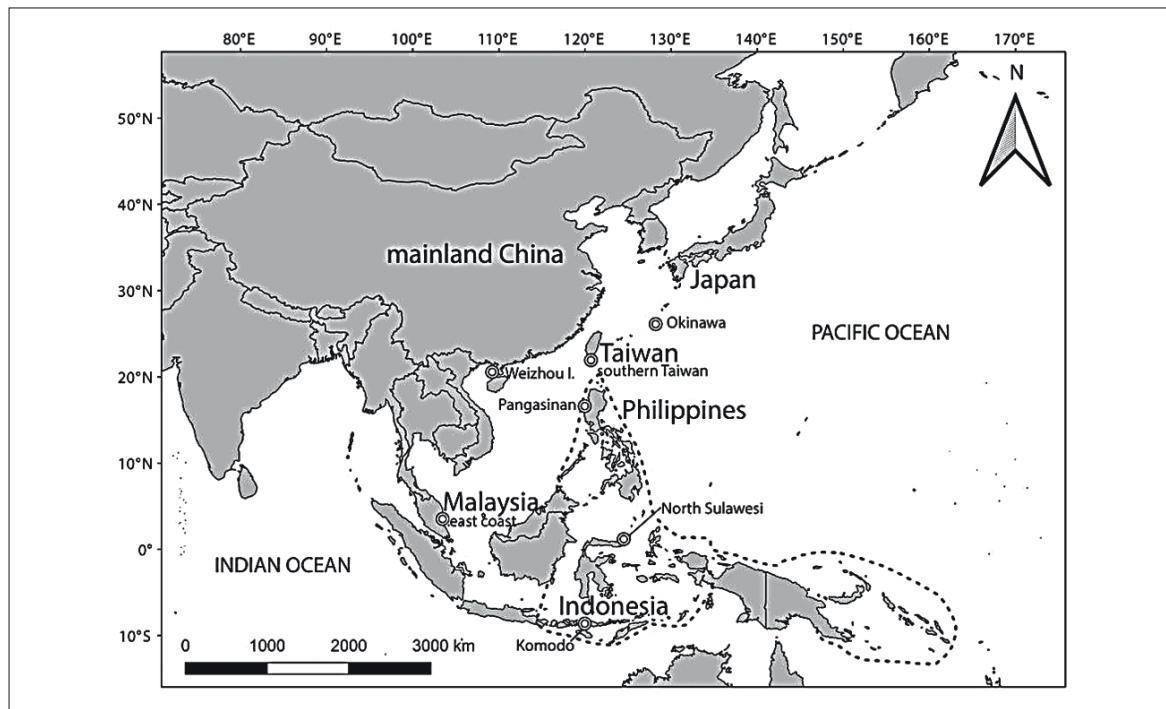 80°E 90°E 100°E 110°E 120°E 130°E 140°E 150°E 160°E 170°E
N
50°N
40°N
mainland China
30°N
Japan
Okinawa
PACIFIC OCEAN
Taiwan
southern Taiwan
20°N
Weizhou I.
Pangasinan
Philippines
10°N
Malaysia
east coast
North Sulawesi
0°
INDIAN OCEAN
Indonesia
10°S
Komodo
0 1000 2000 3000 km